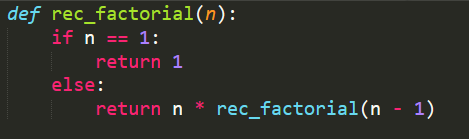 def rec_factorial(n):
    if n == 1:
        return 1
    else:
        return n * rec_factorial(n - 1)